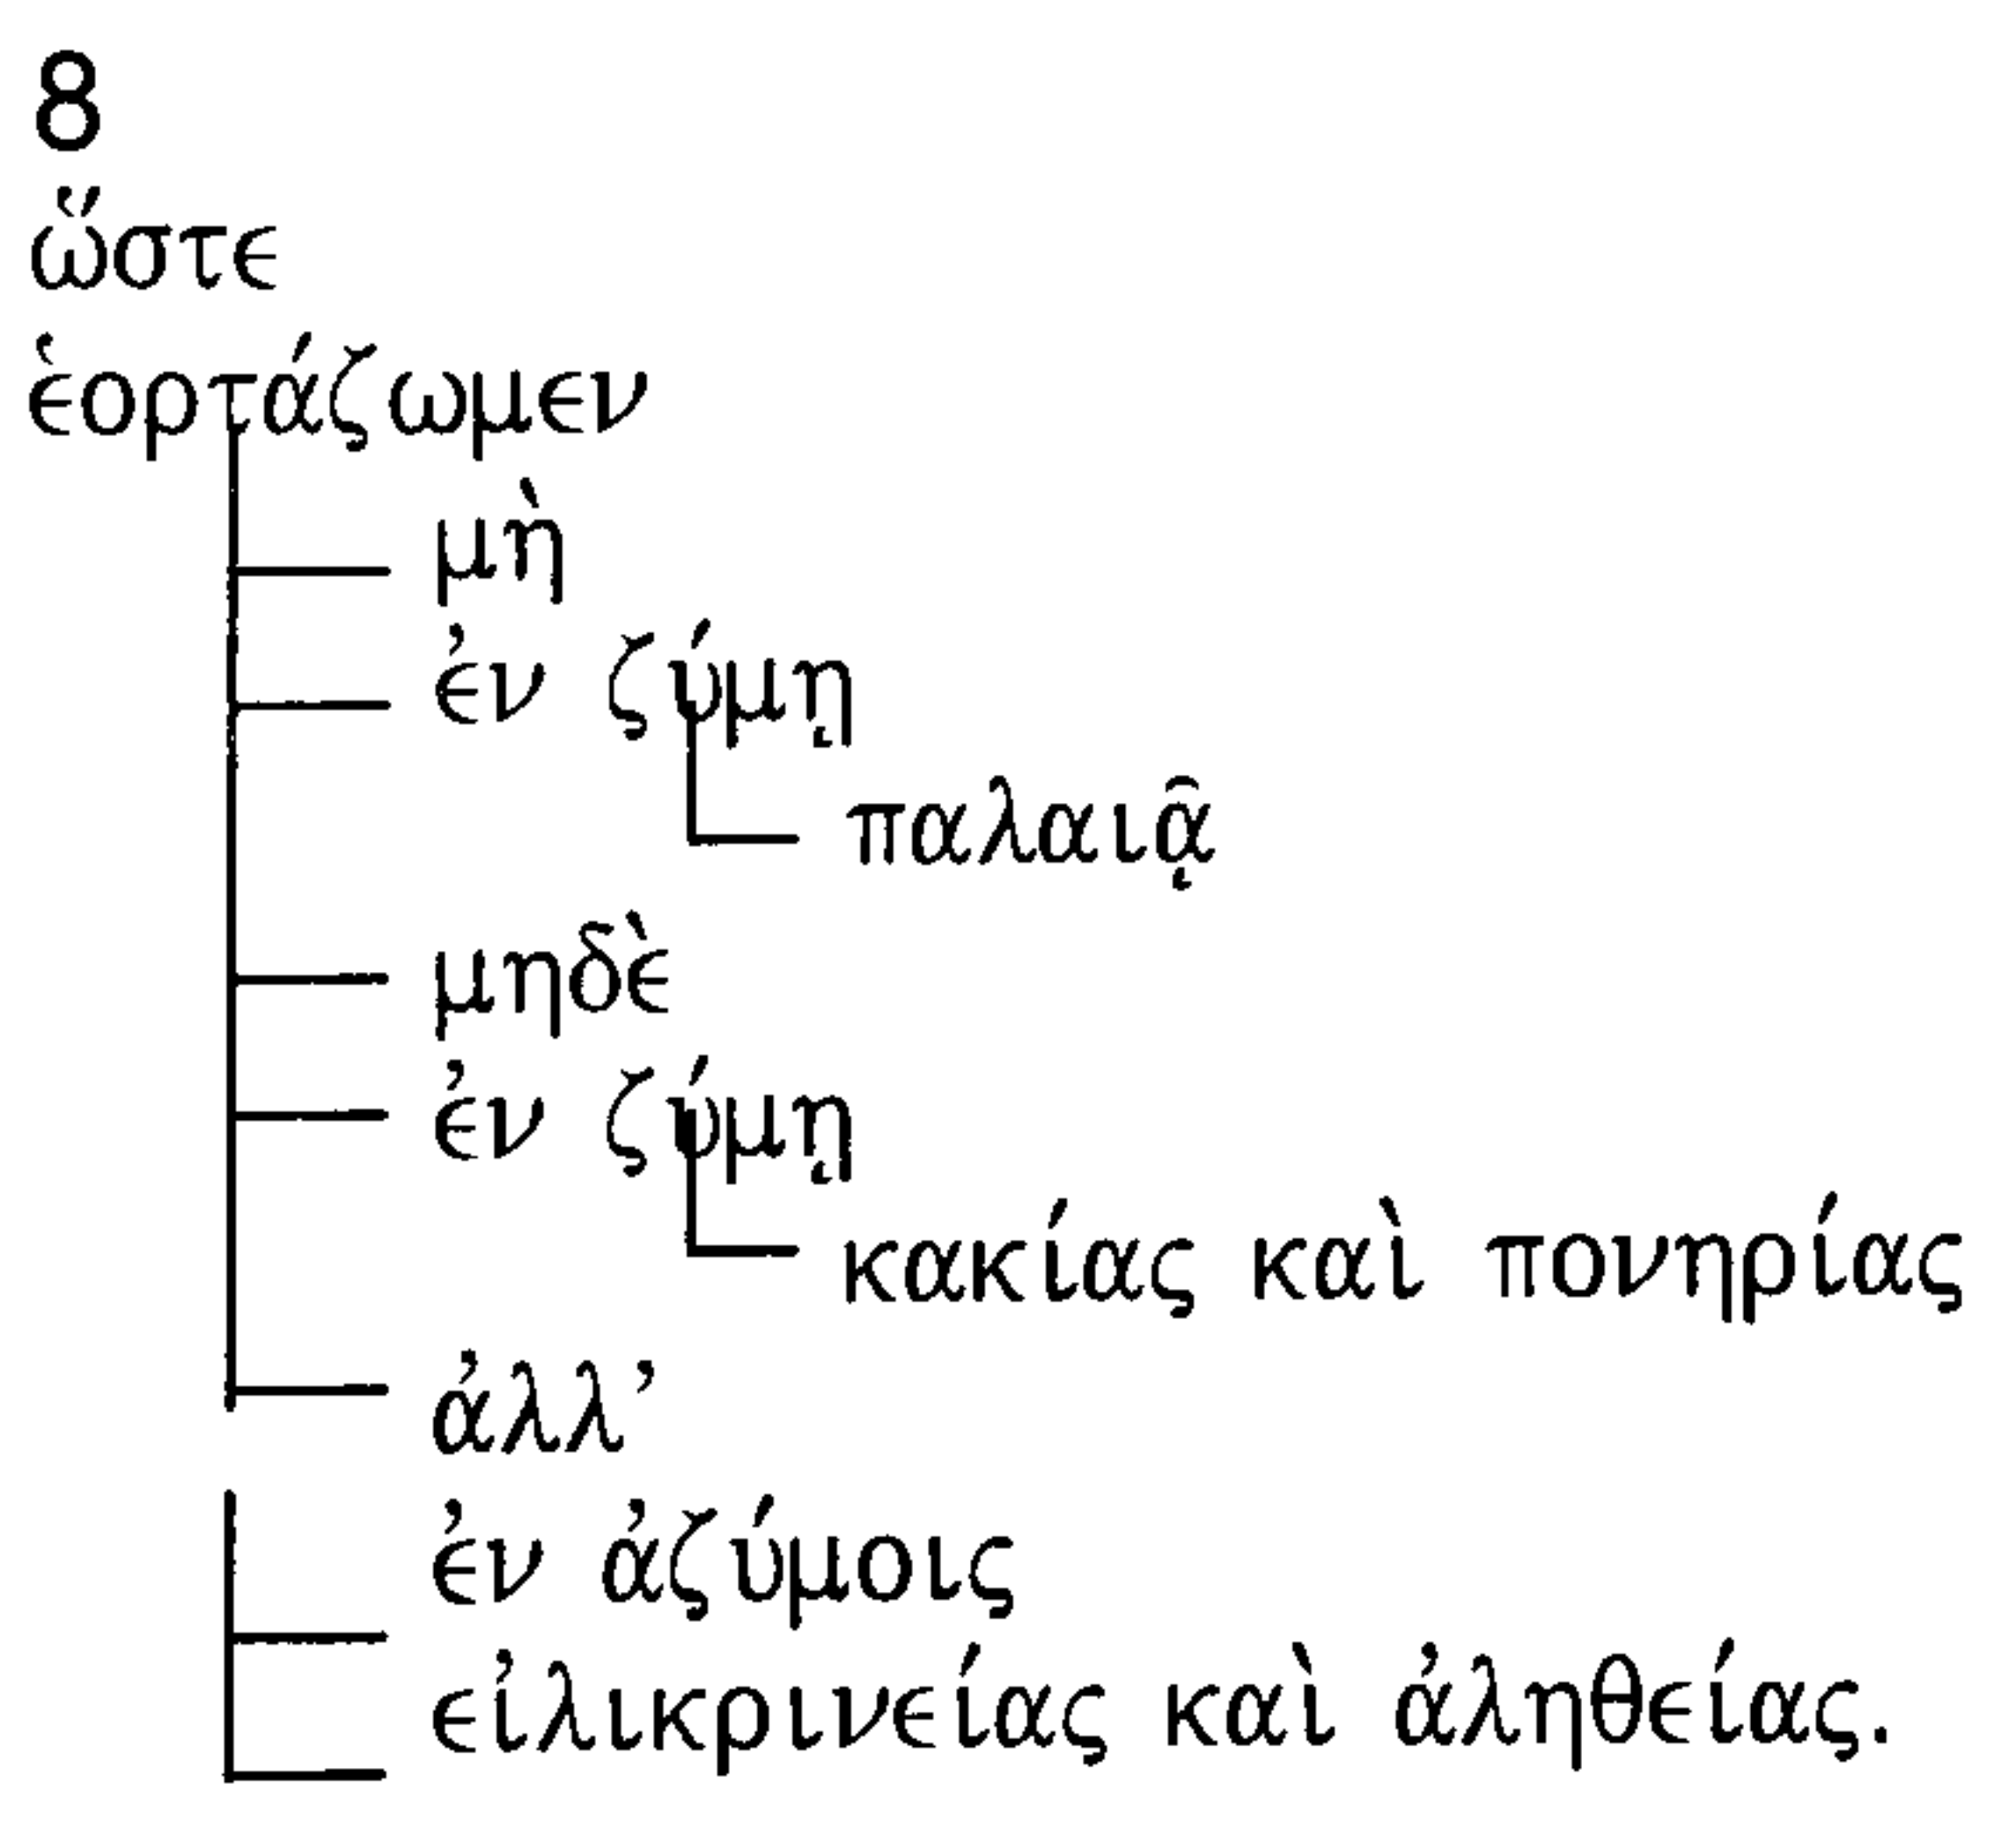 8
ὥστε
ἑορτάζωμεν
μὴ
ἐν ζύμῃ
παλαιᾷ
μηδὲ
ἐν ζύμῃ
κακίας καὶ πονηρίας
ἀλλ’
ἐν ἀζύμοις
εἰλικρινείας καὶ ἀληθείας.